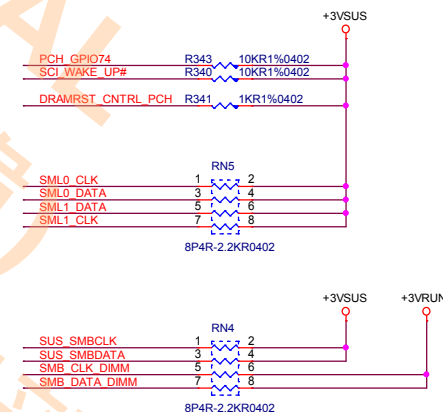 +3VSUS
PCH_GPIO74 R343 10KR1%0402
SCI_WAKE_UP# R340 10KR1%0402
DRAMRST_CNTRL_PCH R341 1KR1%0402
RN5
SML0_CLK 1 2
SML0_DATA 3 4
SML1_DATA 5 6
SML1_CLK 7 8
8P4R-2.2KR0402
+3VSUS +3VRUN
RN4
SUS_SMBCLK 1 2
SUS_SMBDATA 3 4
SMB_CLK_DIMM 5 6
SMB_DATA_DIMM 7 8
8P4R-2.2KR0402